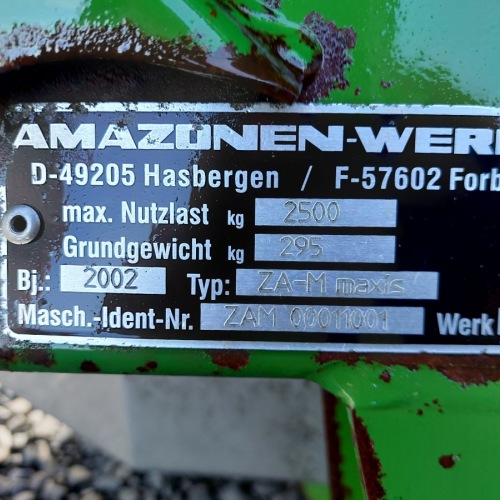 AMAZONEN-WER
D-49205 Hasbergen / F-57602 Forb
max. Nutzlast kg 2500
Grundgewicht kg 295
Bj.: 2002 Typ: ZA-M maxis
Masch.-Ident-Nr. ZAM 00011001 Werk